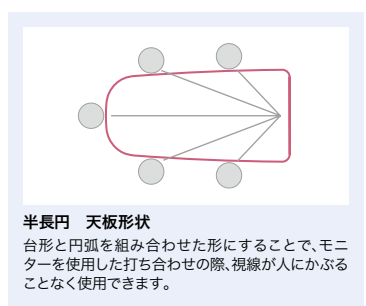 半長円　天板形状
台形と円弧を組み合わせた形にすることで、モニ
ターを使用した打ち合わせの際、視線が人にかぶる
ことなく使用できます。